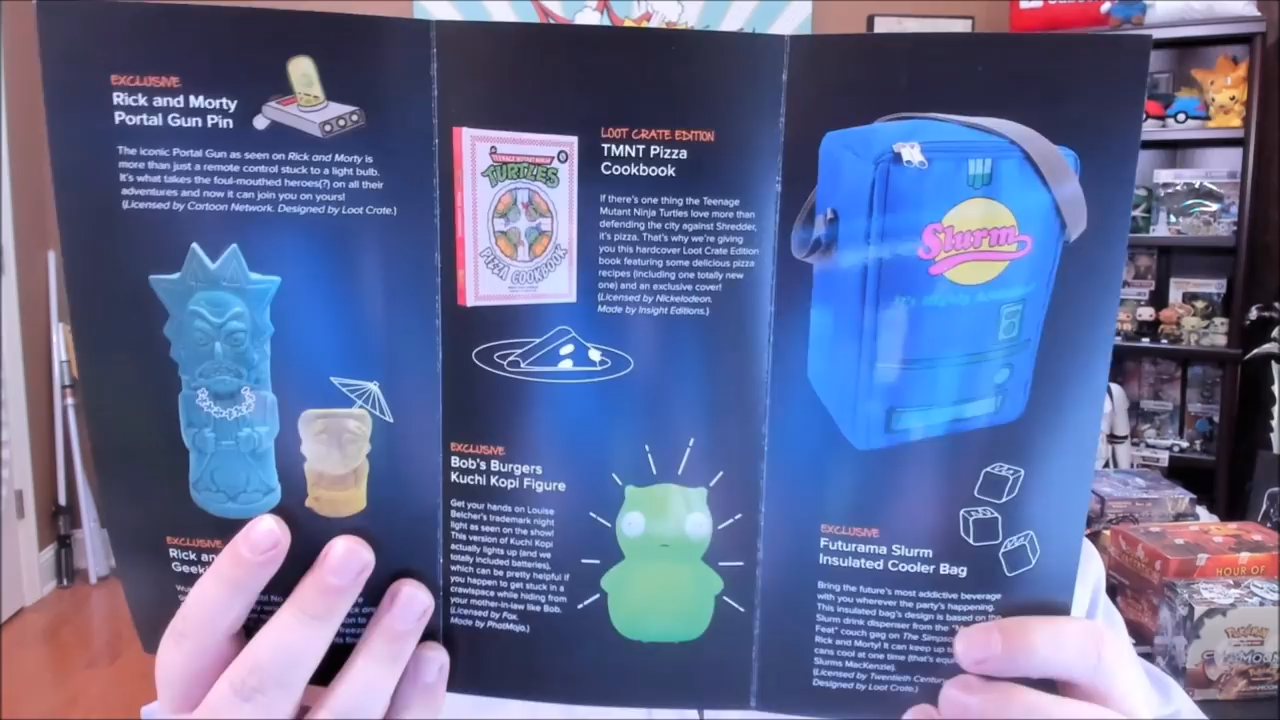 EXCLUSIVE
Rick and Morty
Portal Gun Pin
The iconic Portal Gun as seen on Rick and Morty is
more than just a remote control stuck to a light bulb.
It's what takes the foul-mouthed heroes(?) on all their
adventures and now it can join you on yours!
(Licensed by Cartoon Network. Designed by Loot Crate.)
EXCLUSIVE
Rick an
Geeki
LOOT CRATE EDITION
TMNT Pizza
Cookbook
If there's one thing the Teenage
Mutant Ninja Turtles love more than
defending the city against Shredder,
it's pizza. That's why we're giving
you this hardcover Loot Crate Edition
book featuring some delicious pizza
recipes (including one totally new
one) and an exclusive cover!
(Licensed by Nickelodeon.
Made by Insight Editions.)
TEENAGE MUTANT NINJA
TURTLES
PIZZA COOKBOOK
EXCLUSIVE
Bob's Burgers
Kuchi Kopi Figure
Get your hands on Louise
Belcher's trademark night
light as seen on the show!
This version of Kuchi Kopi
actually lights up (and we
totally included batteries),
which can be pretty helpful if
you happen to get stuck in a
crawlspace while hiding from
your mother-in-law like Bob.
(Licensed by Fox.
Made by PhatMojo.)
Slurm
EXCLUSIVE
Futurama Slurm
Insulated Cooler Bag
Bring the future's most addictive beverage
with you wherever the party's happening.
This insulated bag's design is based on the
Slurm drink dispenser from the "M
Feat" couch gag on The Simpso
Rick and Morty! It can keep up t
cans cool at one time (that's equ
Slurms MacKenzie).
(Licensed by Twentieth Centur
Designed by Loot Crate.)
HOUR OF
POKÉMON